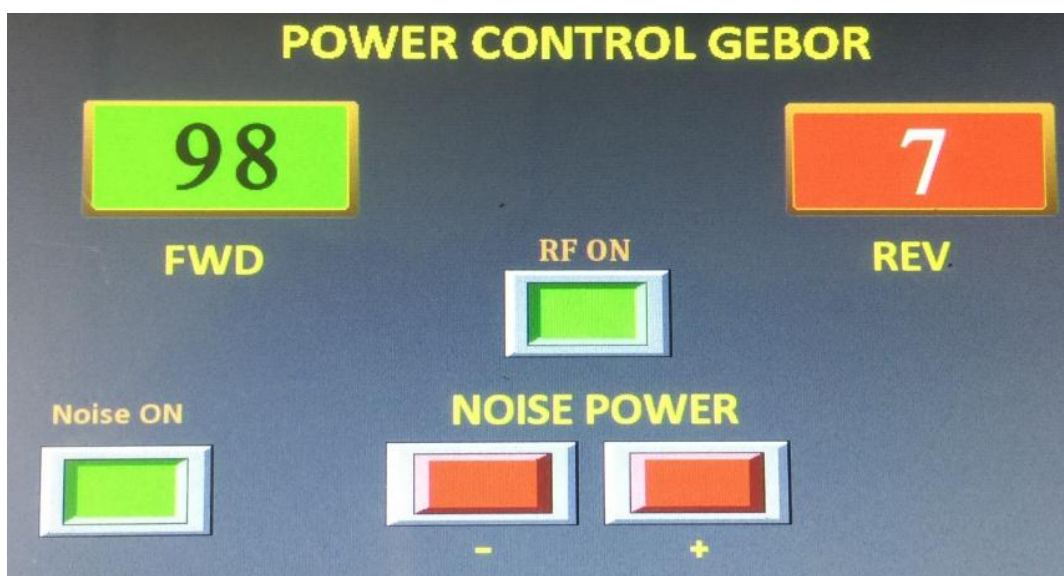 POWER CONTROL GEBOR
98
7
FWD
RF ON
REV
Noise ON
NOISE POWER
-
+